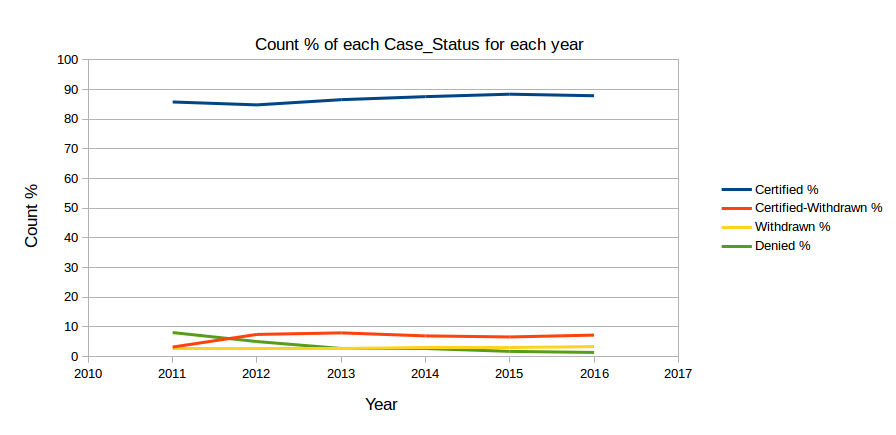 Count % of each Case_Status for each year
100
90
80
70
60
50
40
30
20
10
0
Count %
2010 2011 2012 2013 2014 2015 2016 2017
Year
Certified %
Certified-Withdrawn %
Withdrawn %
Denied %